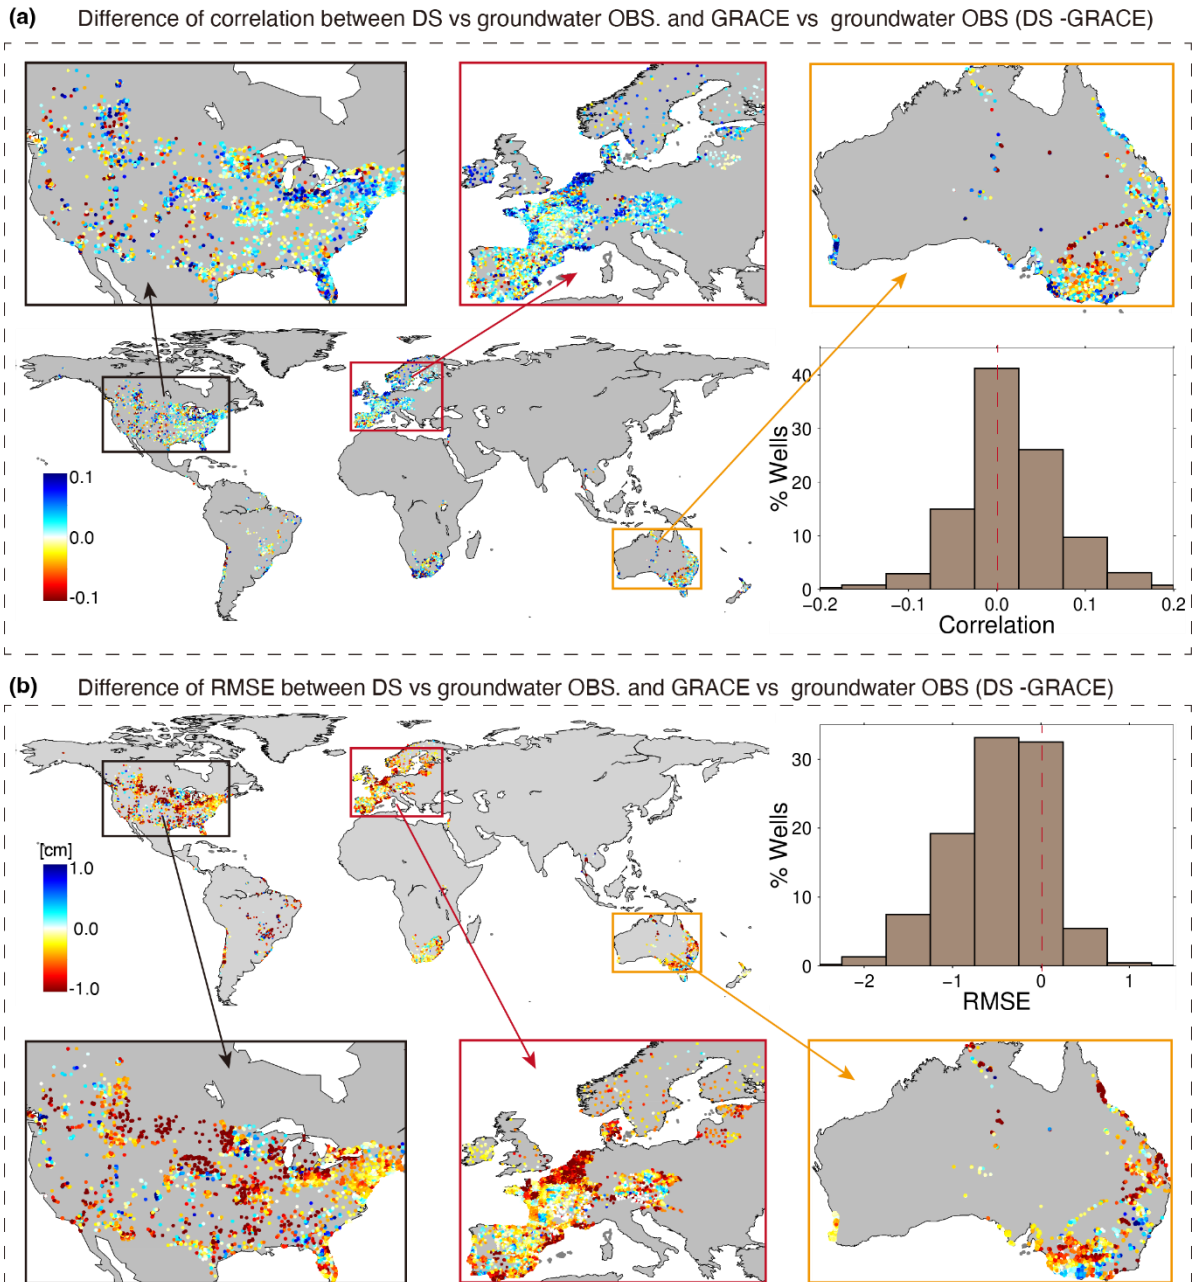 (a) Difference of correlation between DS vs groundwater OBS. and GRACE vs groundwater OBS (DS -GRACE)
0.1
0.0
-0.1
% Wells
40
30
20
10
0
−0.2 −0.1 0.0 0.1 0.2
Correlation
(b) Difference of RMSE between DS vs groundwater OBS. and GRACE vs groundwater OBS (DS -GRACE)
[cm]
1.0
0.0
-1.0
% Wells
30
20
10
0
−2 −1 0 1
RMSE